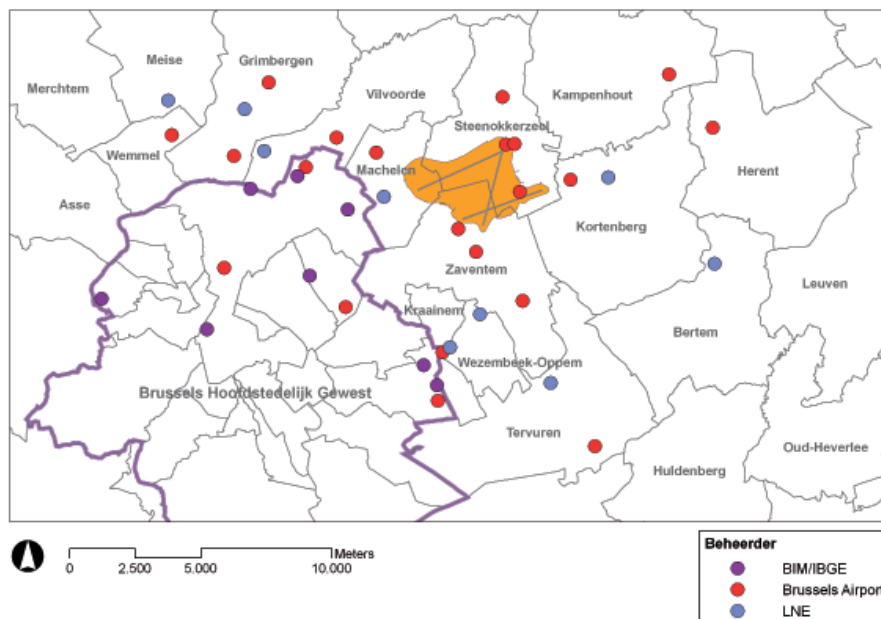 Meise
Grimbergen
Merchtem
Vilvoorde
Kampenhout
Steenokkerzeel
Wemmel
Machelen
Herent
Asse
Kortenberg
Zaventem
Leuven
Kraainem
Bertem
Wezembeek-Oppem
Brussels Hoofdstedelijk Gewest
Tervuren
Oud-Heverlee
Huldenberg
Meters
0 2.500 5.000 10.000
Beheerder
BIM/IBGE
Brussels Airport
LNE